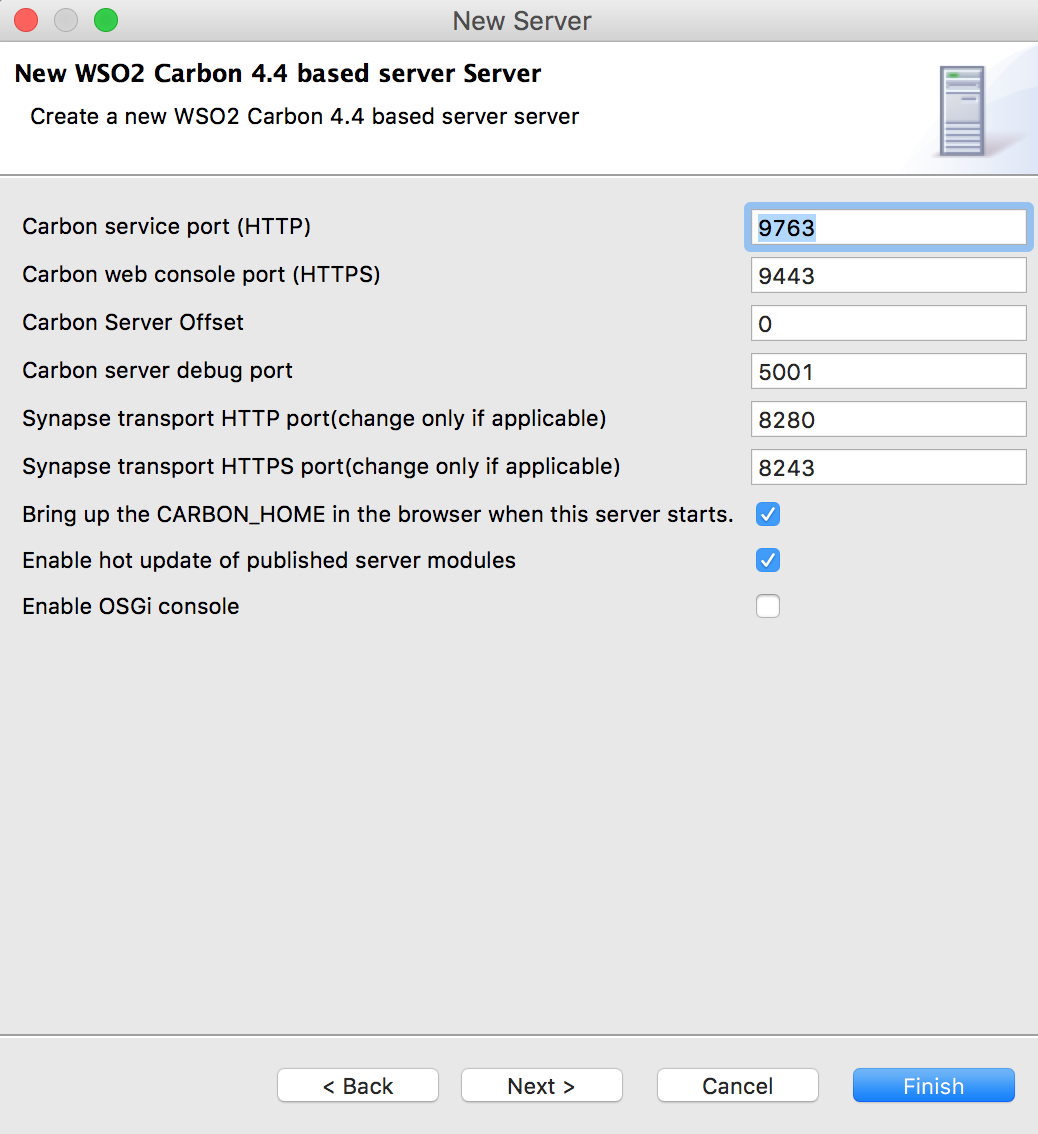 New Server
New WSO2 Carbon 4.4 based server Server
Create a new WSO2 Carbon 4.4 based server server
Carbon service port (HTTP) 9763
Carbon web console port (HTTPS) 9443
Carbon Server Offset 0
Carbon server debug port 5001
Synapse transport HTTP port(change only if applicable) 8280
Synapse transport HTTPS port(change only if applicable) 8243
Bring up the CARBON_HOME in the browser when this server starts.
Enable hot update of published server modules
Enable OSGi console
< Back Next > Cancel Finish